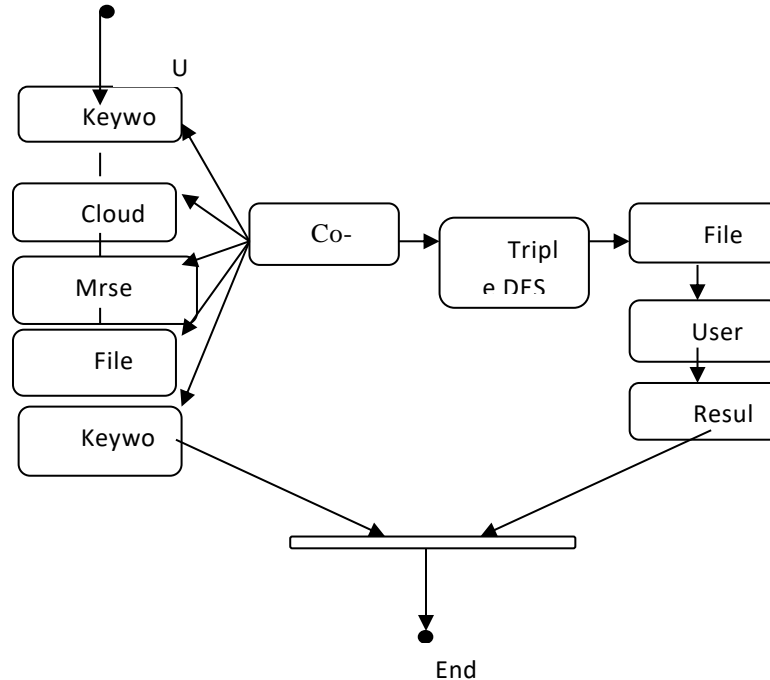 U
Keywo
Cloud
Mrse
File
Keywo
Co-
Tripl
e DES
File
User
Resul
End